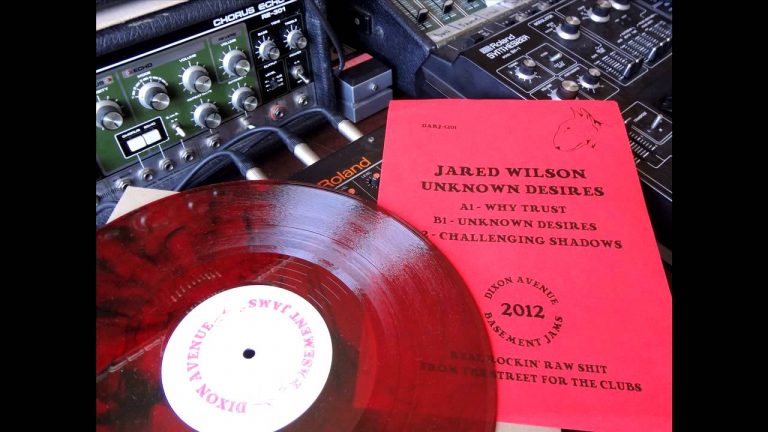 CHORUS ECHO
RE-301
ECHO
VOLUME
Roland
SYNTHESIZER
Roland
DABJ-1201
JARED WILSON
UNKNOWN DESIRES
A1 - WHY TRUST
B1 - UNKNOWN DESIRES
- CHALLENGING SHADOWS
DIXON AVENUE
2012
BASEMENT JAMS
REAL ROCKIN' RAW SHIT
FROM THE STREET FOR THE CLUBS
DIXON AVENUE
BASEMENT JAMS